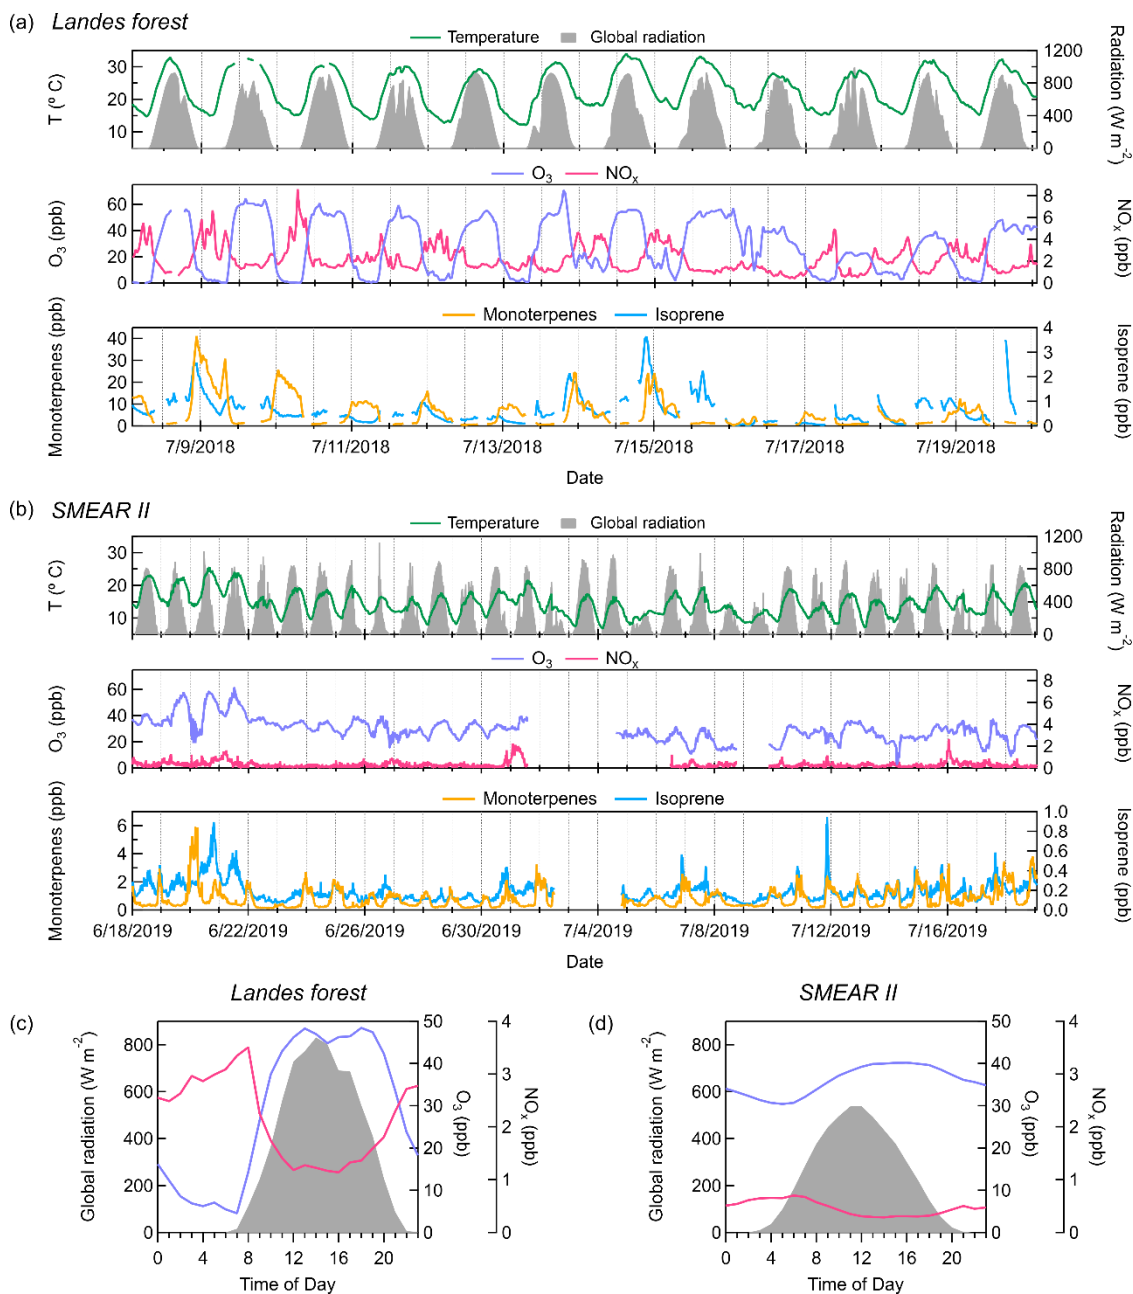 (a) Landes forest
Temperature Global radiation
T (º C)
30
20
10
1200
800
400
0
Radiation (W m-2)
O3 NOx
O3 (ppb)
60
40
20
0
8
6
4
2
0
NOx (ppb)
Monoterpenes Isoprene
Monoterpenes (ppb)
40
30
20
10
0
4
3
2
1
0
Isoprene (ppb)
7/9/2018 7/11/2018 7/13/2018 7/15/2018 7/17/2018 7/19/2018
Date
(b) SMEAR II
Temperature Global radiation
T (º C)
30
20
10
1200
800
400
0
Radiation (W m-2)
O3 NOx
O3 (ppb)
60
40
20
0
8
6
4
2
0
NOx (ppb)
Monoterpenes Isoprene
Monoterpenes (ppb)
6
4
2
0
1.0
0.8
0.6
0.4
0.2
0.0
Isoprene (ppb)
6/18/2019 6/22/2019 6/26/2019 6/30/2019 7/4/2019 7/8/2019 7/12/2019 7/16/2019
Date
(c) Landes forest
Global radiation (W m-2)
800
600
400
200
0
50
40
30
20
10
0
O3 (ppb)
4
3
2
1
0
NOx (ppb)
0 4 8 12 16 20
Time of Day
(d) SMEAR II
Global radiation (W m-2)
800
600
400
200
0
50
40
30
20
10
0
O3 (ppb)
4
3
2
1
0
NOx (ppb)
0 4 8 12 16 20
Time of Day